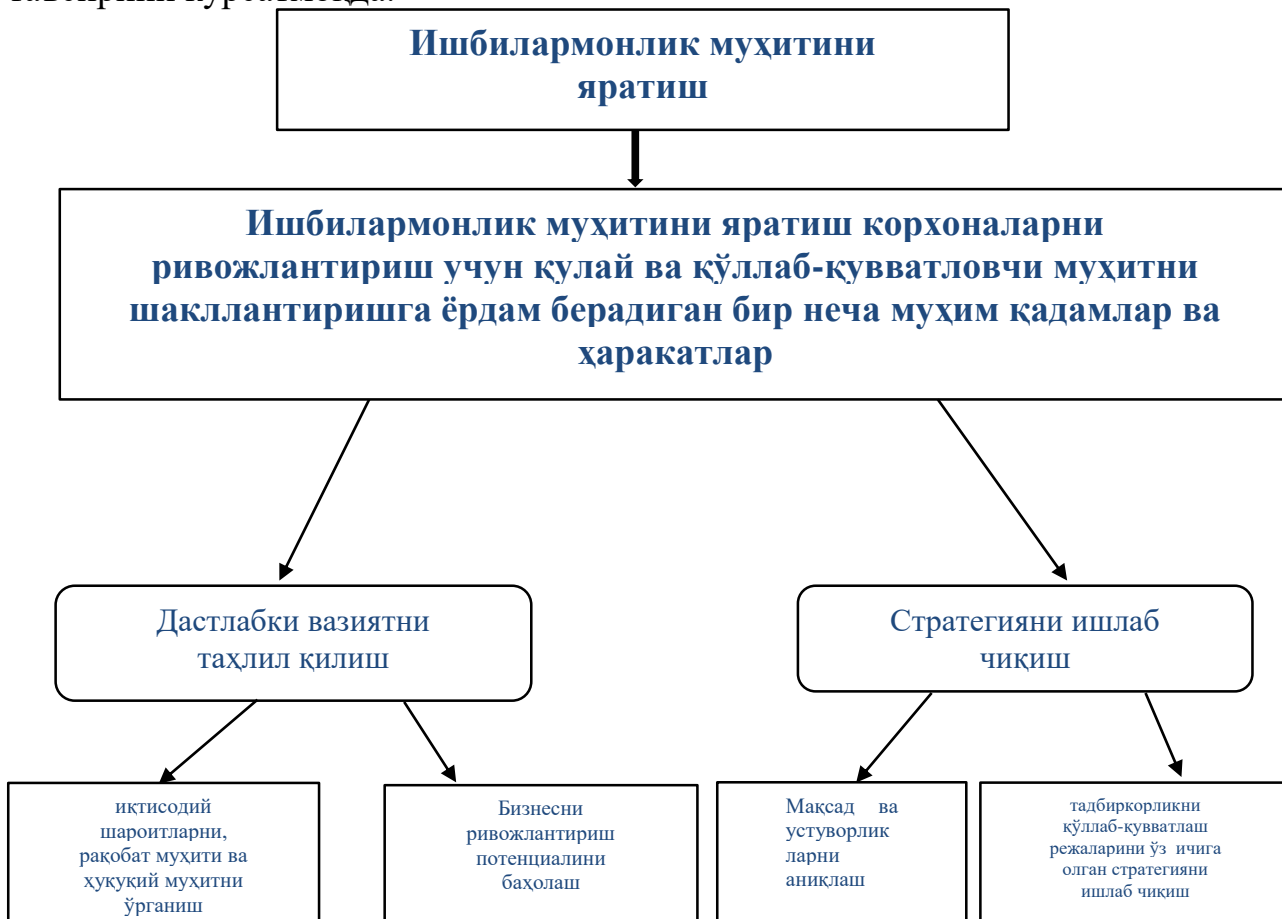 Ишбилармонлик муҳитини
яратиш
Ишбилармонлик муҳитини яратиш корхоналарни
ривожлантириш учун қулай ва қўллаб-қувватловчи муҳитни
шакллантиришга ёрдам берадиган бир неча муҳим қадамлар ва
ҳаракатлар
Дастлабки вазиятни
таҳлил қилиш
Стратегияни ишлаб
чиқиш
иқтисодий
шароитларни,
рақобат муҳити ва
ҳуқуқий муҳитни
ўрганиш
Бизнесни
ривожлантириш
потенциалини
баҳолаш
Мақсад ва
устуворлик
ларни
аниқлаш
тадбиркорликни
қўллаб-қувватлаш
режаларини ўз ичига
олган стратегияни
ишлаб чиқиш